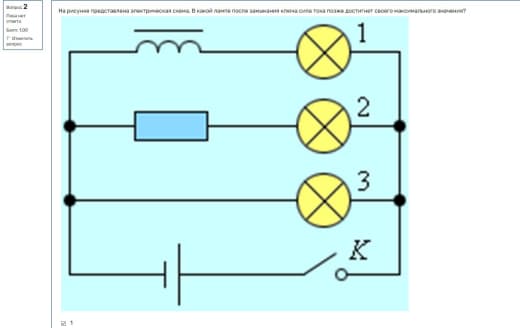 Вопрос 2
Пока нет
ответа
Балл: 1,00
Отметить
вопрос
На рисунке представлена электрическая схема. В какой лампе после замыкания ключа сила тока позже достигнет своего максимального значения?
1
2
3
K
1